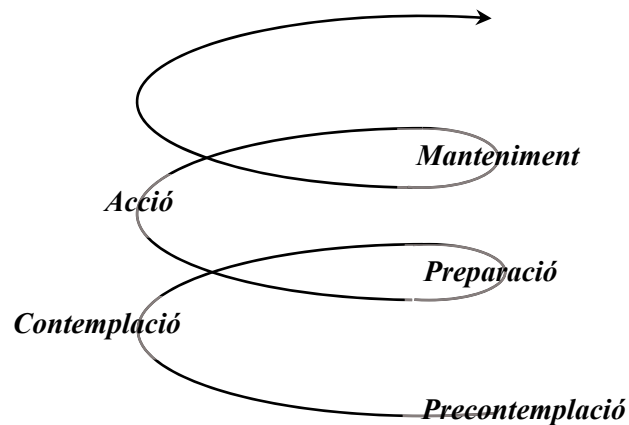 Manteniment
Acció
Preparació
Contemplació
Precontemplació